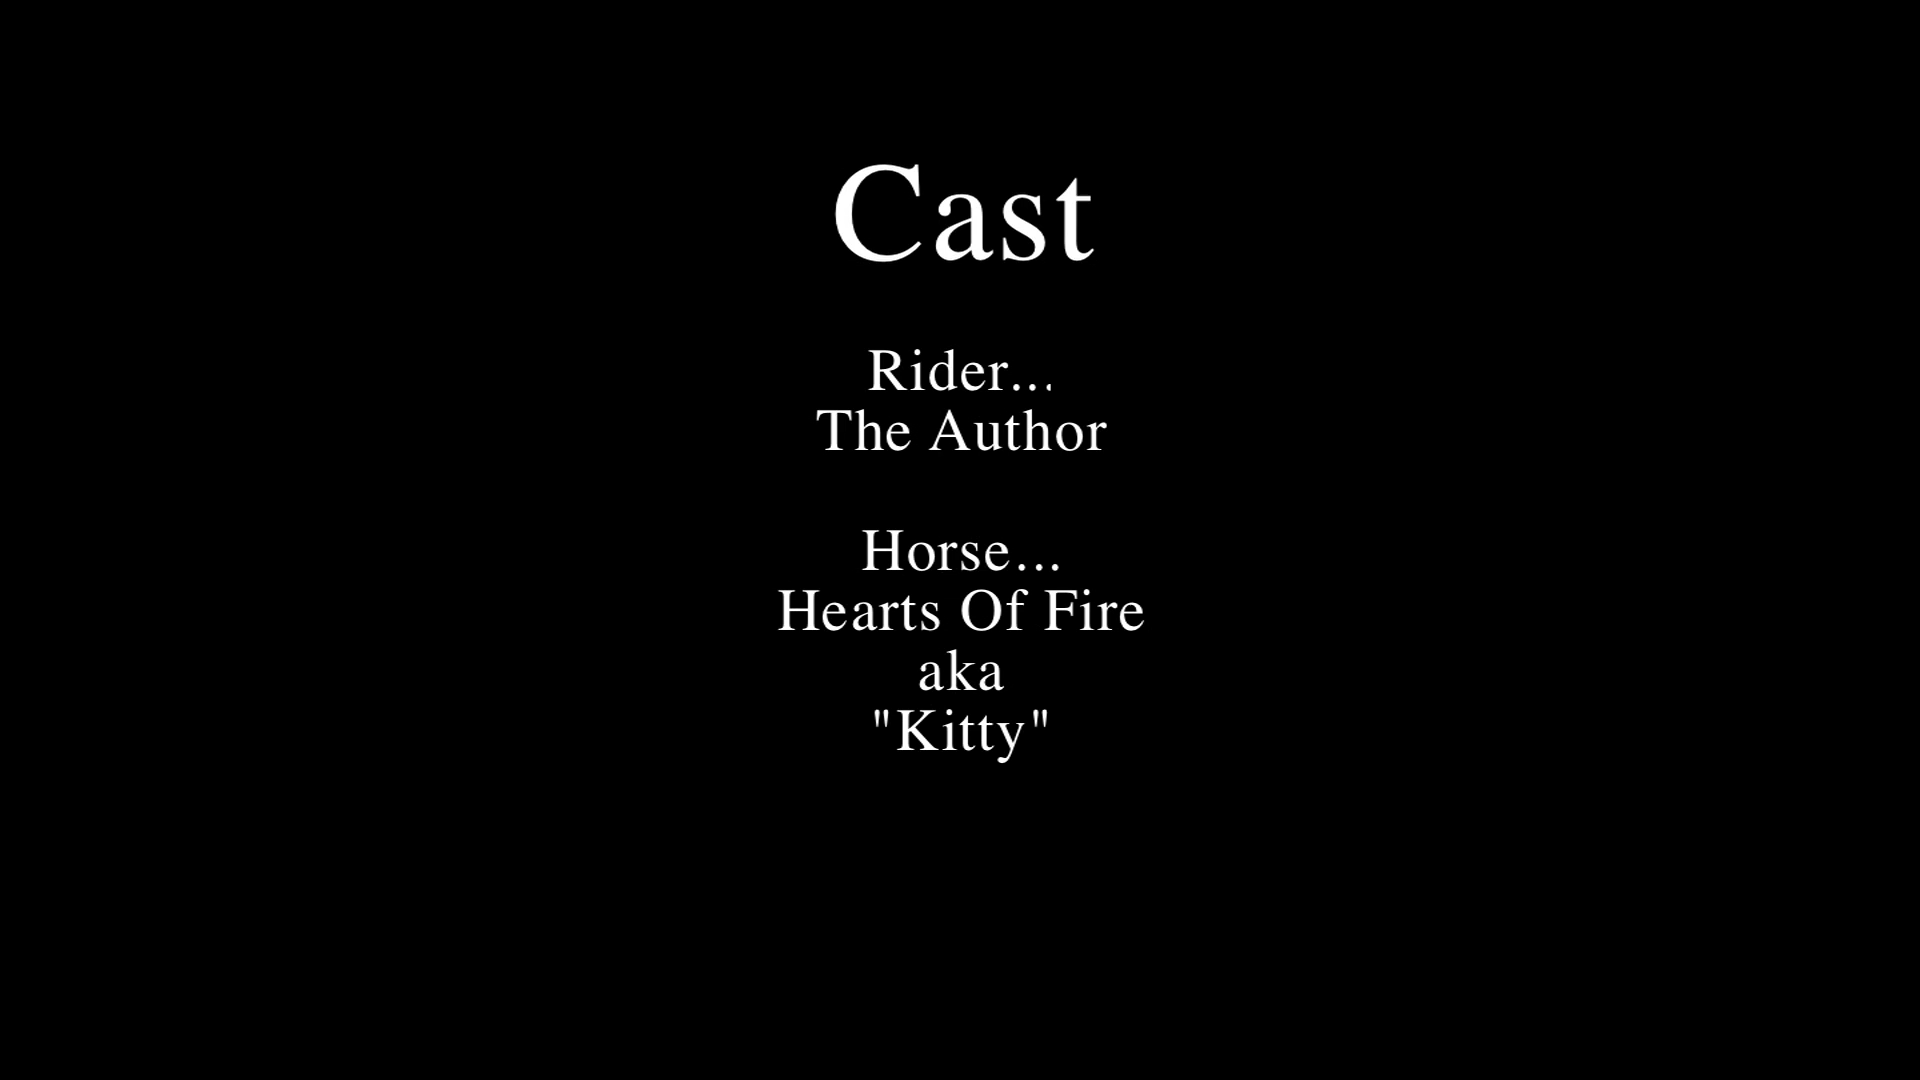 Cast
Rider...
The Author
Horse...
Hearts Of Fire
aka
"Kitty"